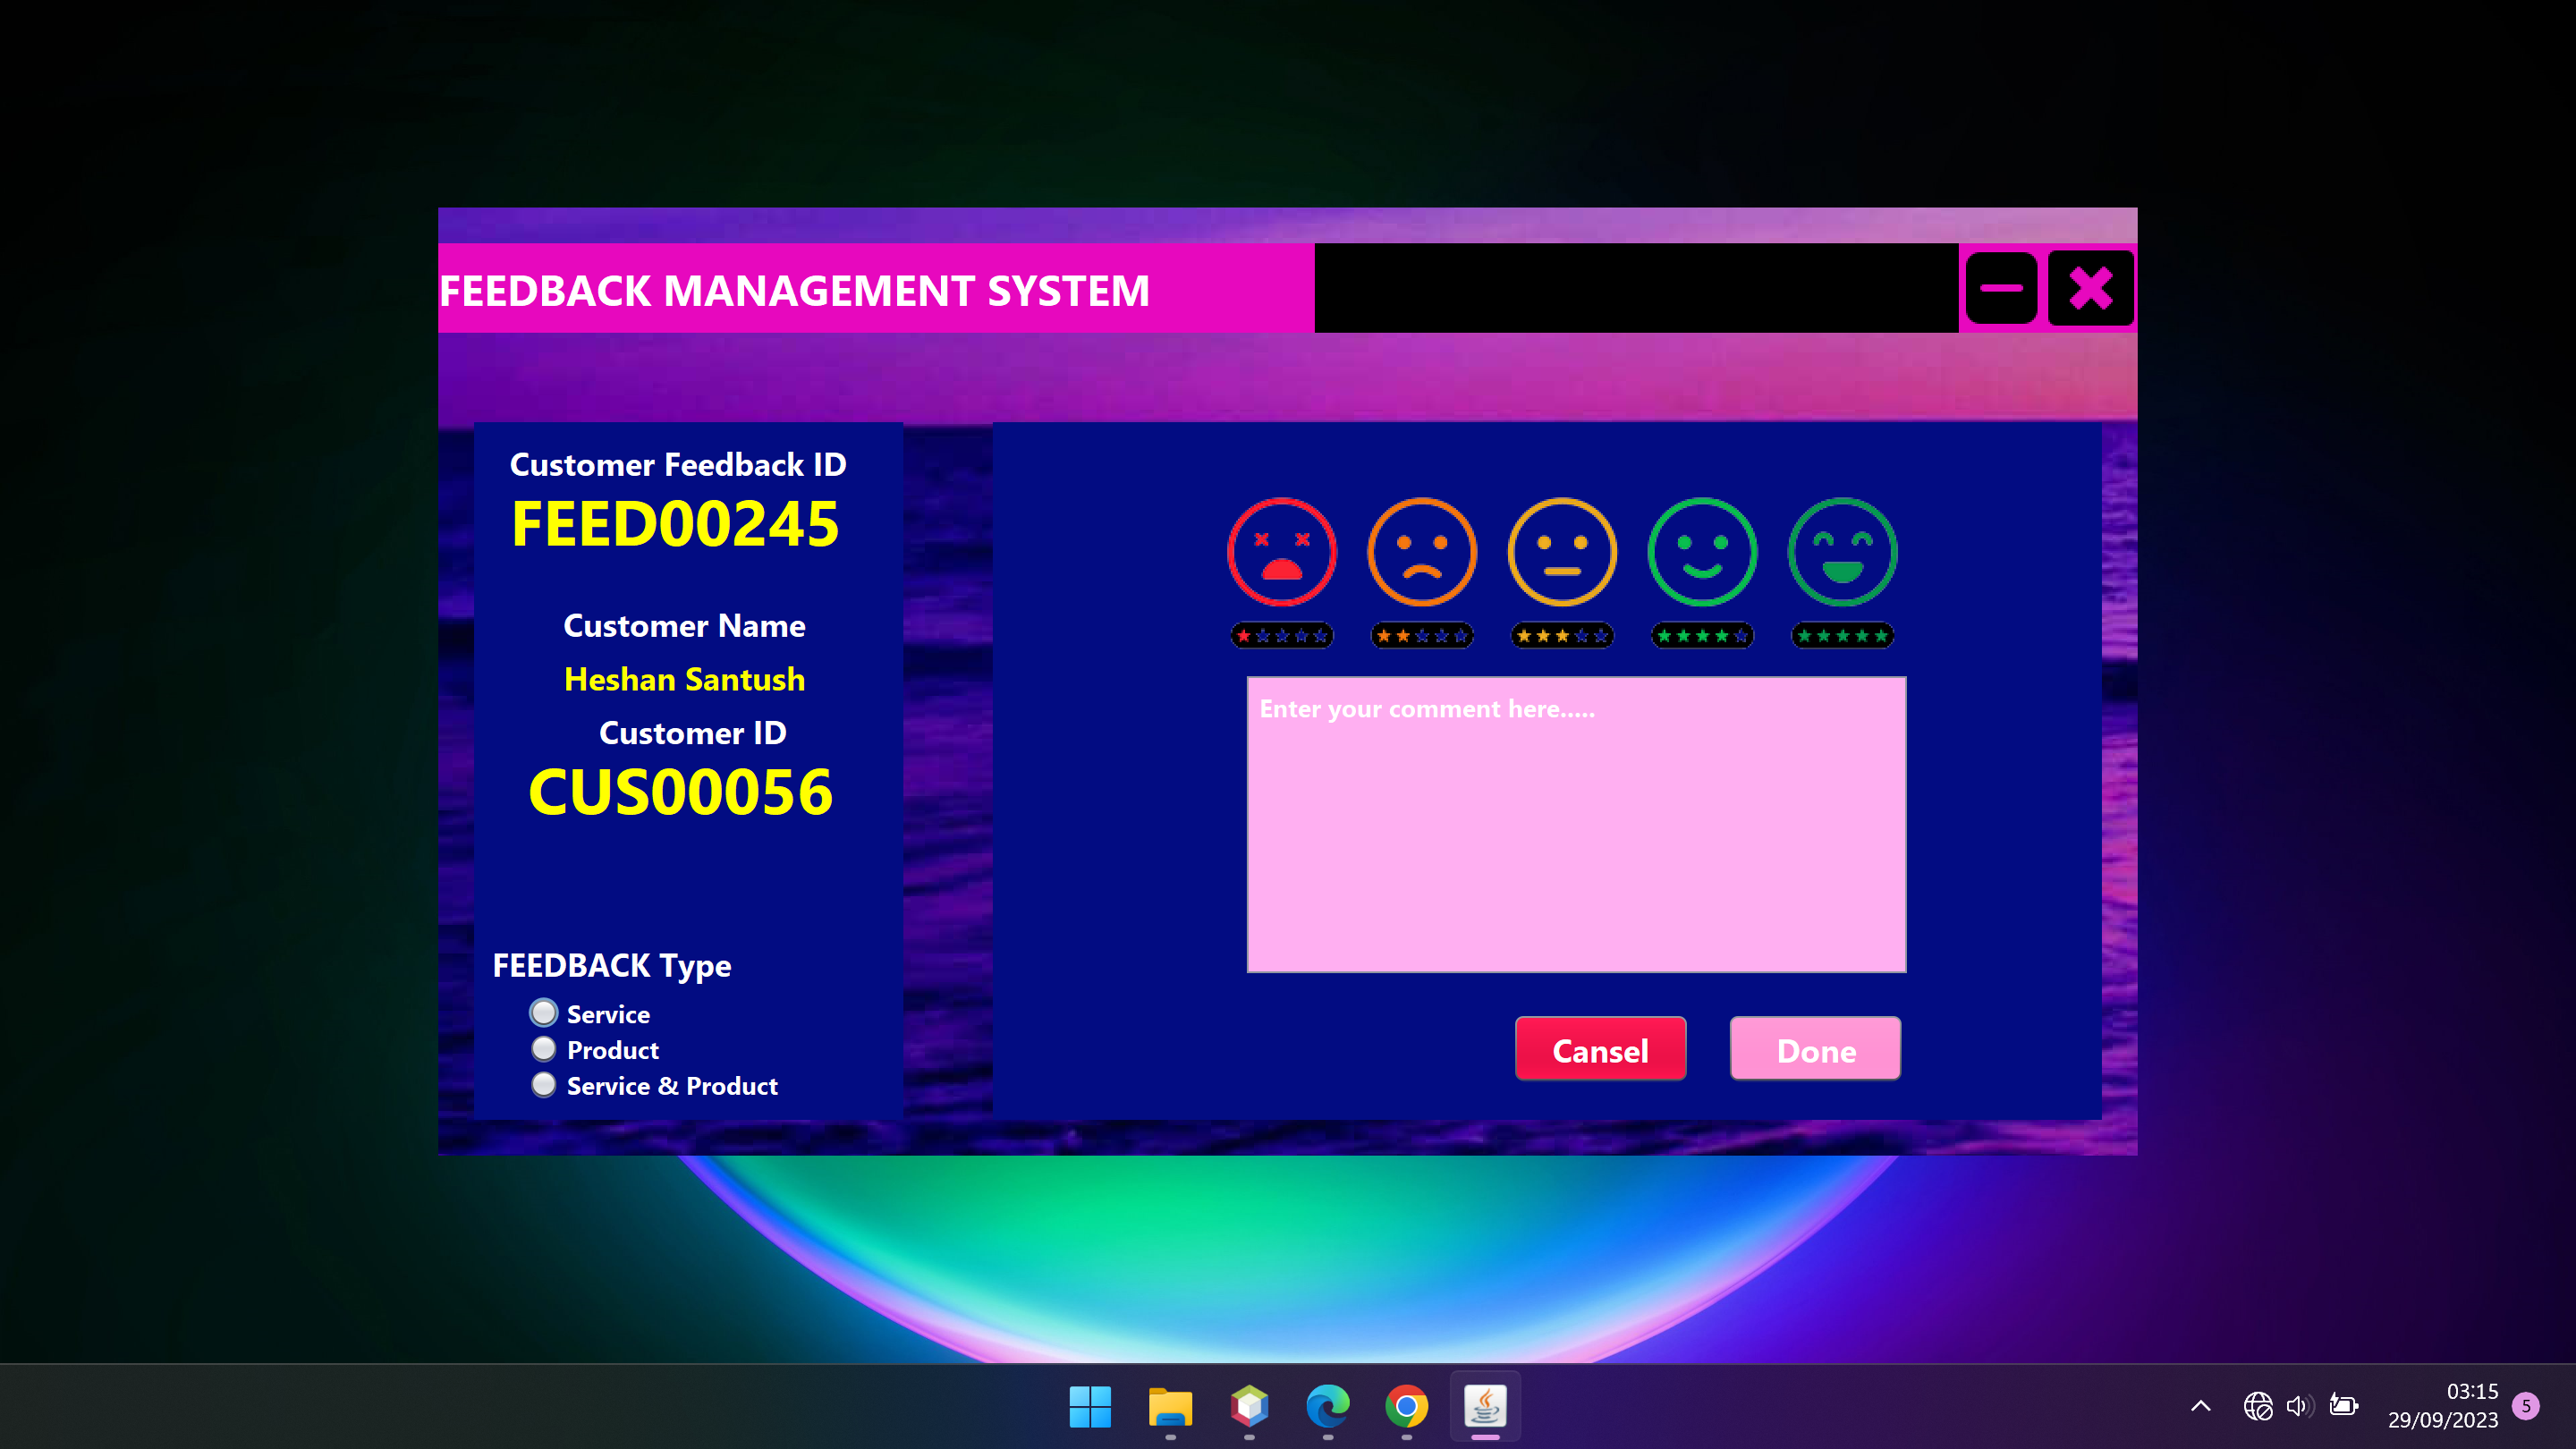 FEEDBACK MANAGEMENT SYSTEM
Customer Feedback ID
FEED00245
Customer Name
Heshan Santush
Customer ID
CUS00056
FEEDBACK Type
Service
Product
Service & Product
Enter your comment here.....
Cansel
Done
03:15
29/09/2023
5